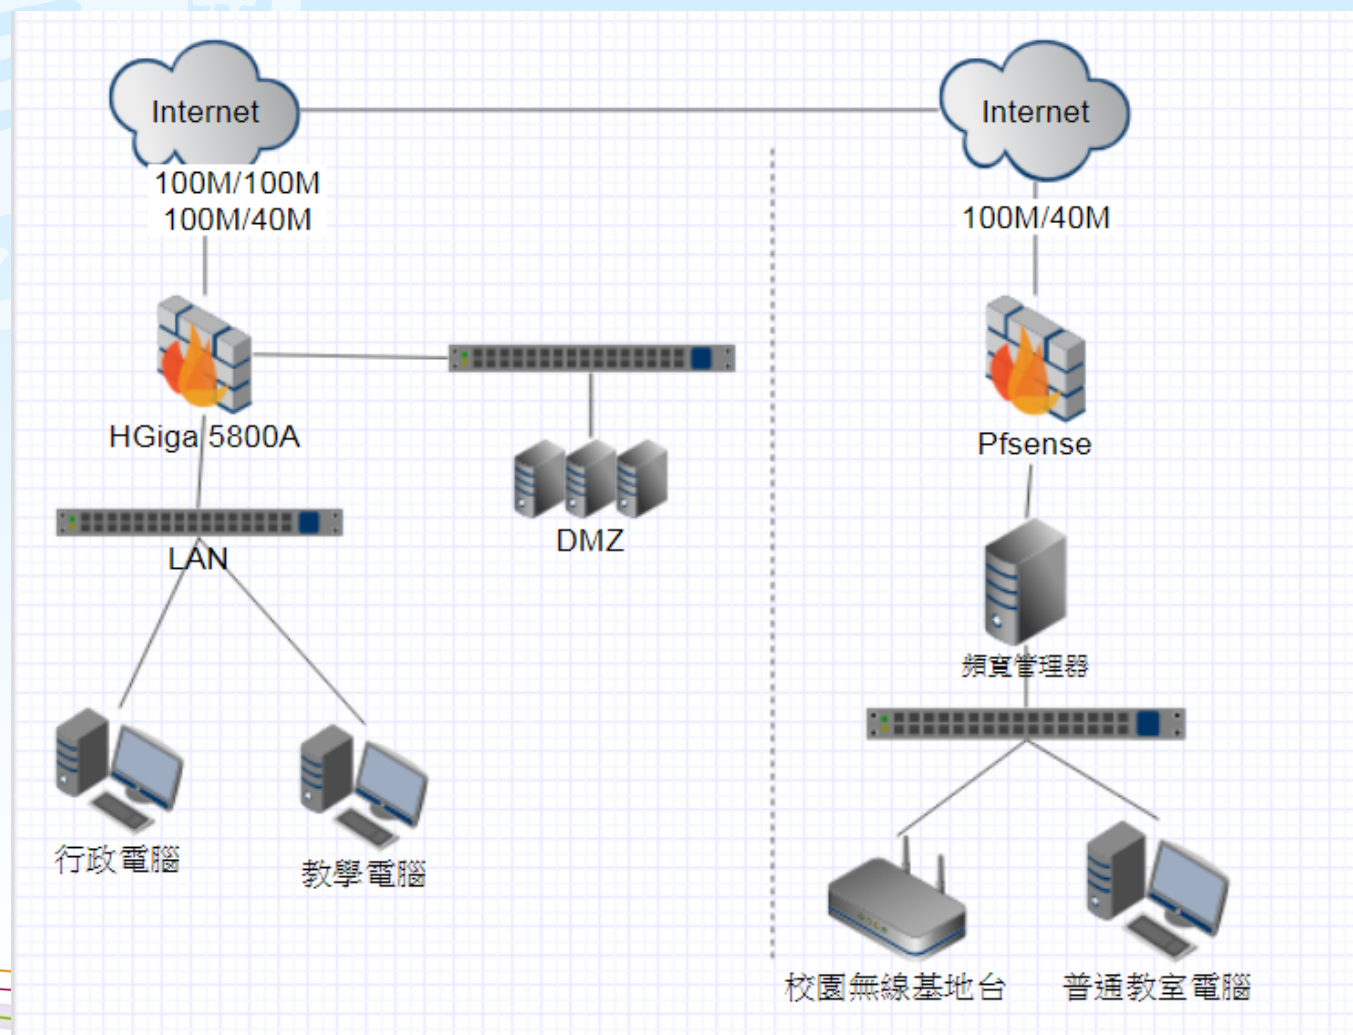 Internet
100M/100M
100M/40M
HGiga 5800A
LAN
DMZ
行政電腦
教學電腦
Internet
100M/40M
Pfsense
頻寬管理器
校園無線基地台
普通教室電腦